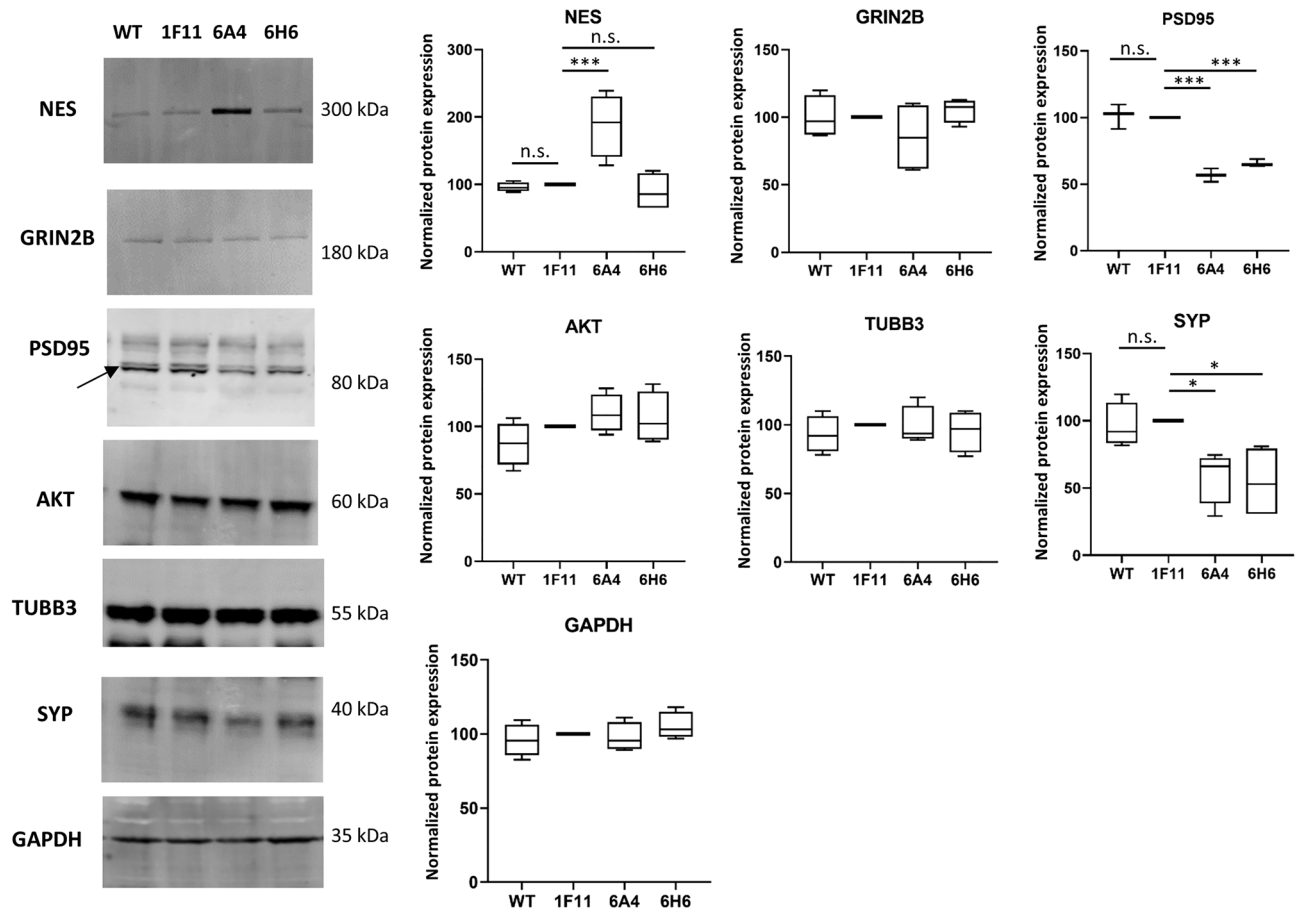 WT 1F11 6A4 6H6
NES
300 kDa
GRIN2B
180 kDa
PSD95
80 kDa
AKT
60 kDa
TUBB3
55 kDa
SYP
40 kDa
GAPDH
35 kDa
NES
Normalized protein expression
300
200
100
0
n.s.
***
n.s.
WT 1F11 6A4 6H6
GRIN2B
Normalized protein expression
150
100
50
0
WT 1F11 6A4 6H6
PSD95
Normalized protein expression
150
100
50
0
n.s.
***
***
WT 1F11 6A4 6H6
AKT
Normalized protein expression
150
100
50
0
WT 1F11 6A4 6H6
TUBB3
Normalized protein expression
150
100
50
0
WT 1F11 6A4 6H6
SYP
Normalized protein expression
150
100
50
0
n.s.
*
*
WT 1F11 6A4 6H6
GAPDH
Normalized protein expression
150
100
50
0
WT 1F11 6A4 6H6